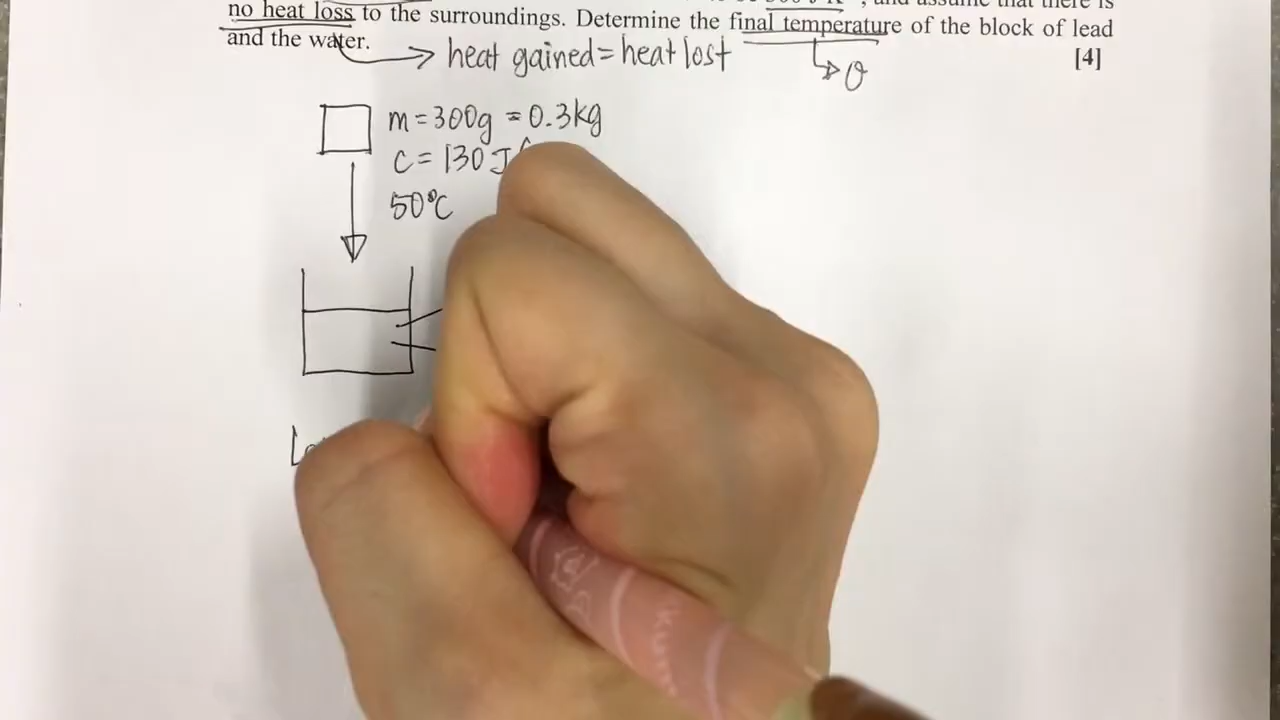 no heat loss to the surroundings. Determine the final temperature of the block of lead
and the water.
[4]
→ heat gained = heat lost
θ
m = 300g = 0.3kg
c = 130 J
50°C